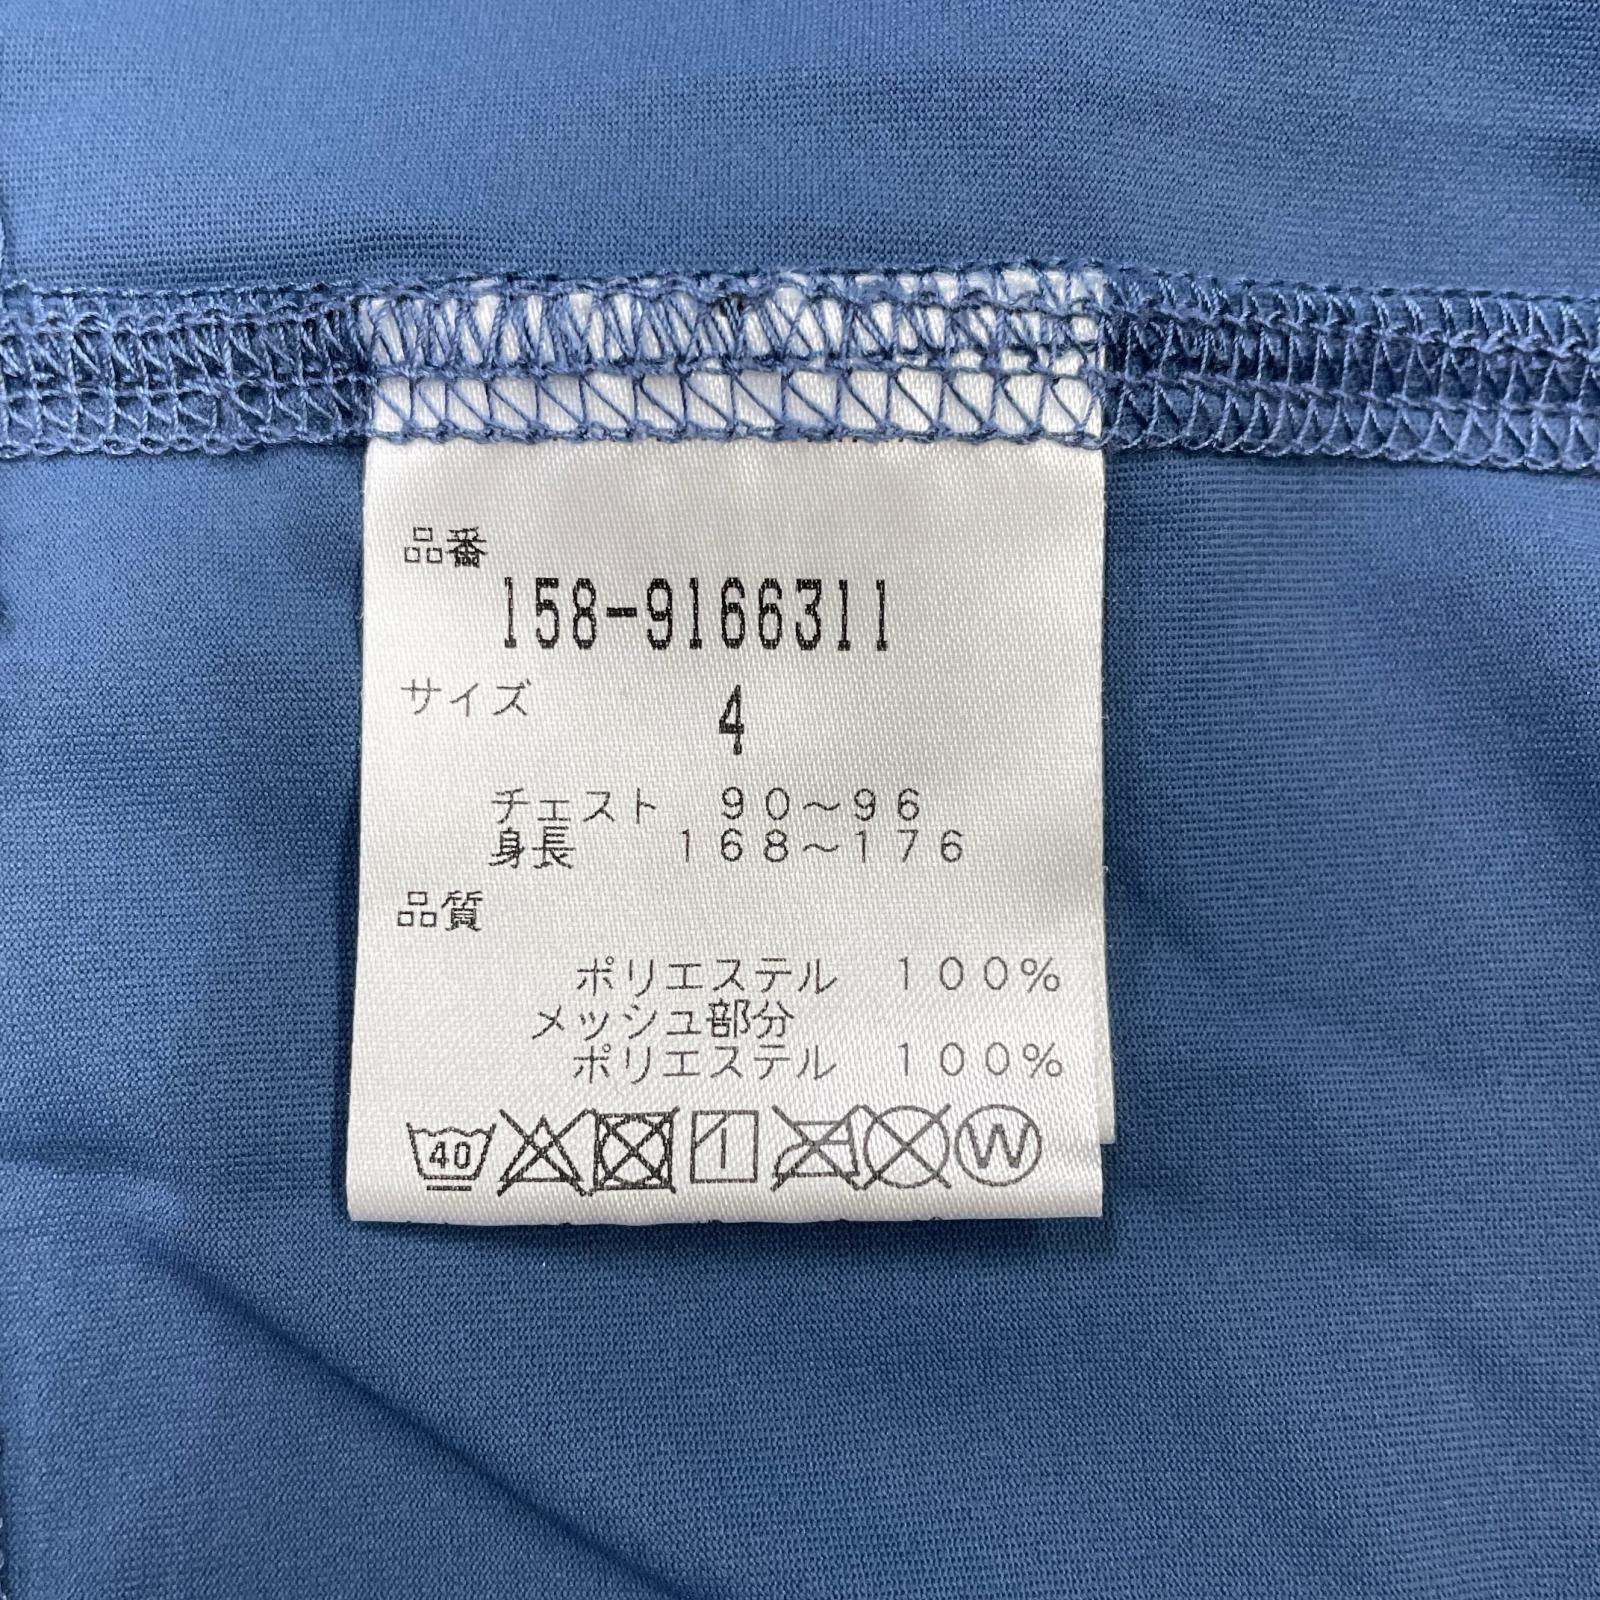 品番
158-9166311
サイズ 4
チェスト 90～96
身長 168～176
品質
ポリエステル 100%
メッシュ部分
ポリエステル 100%
40 W